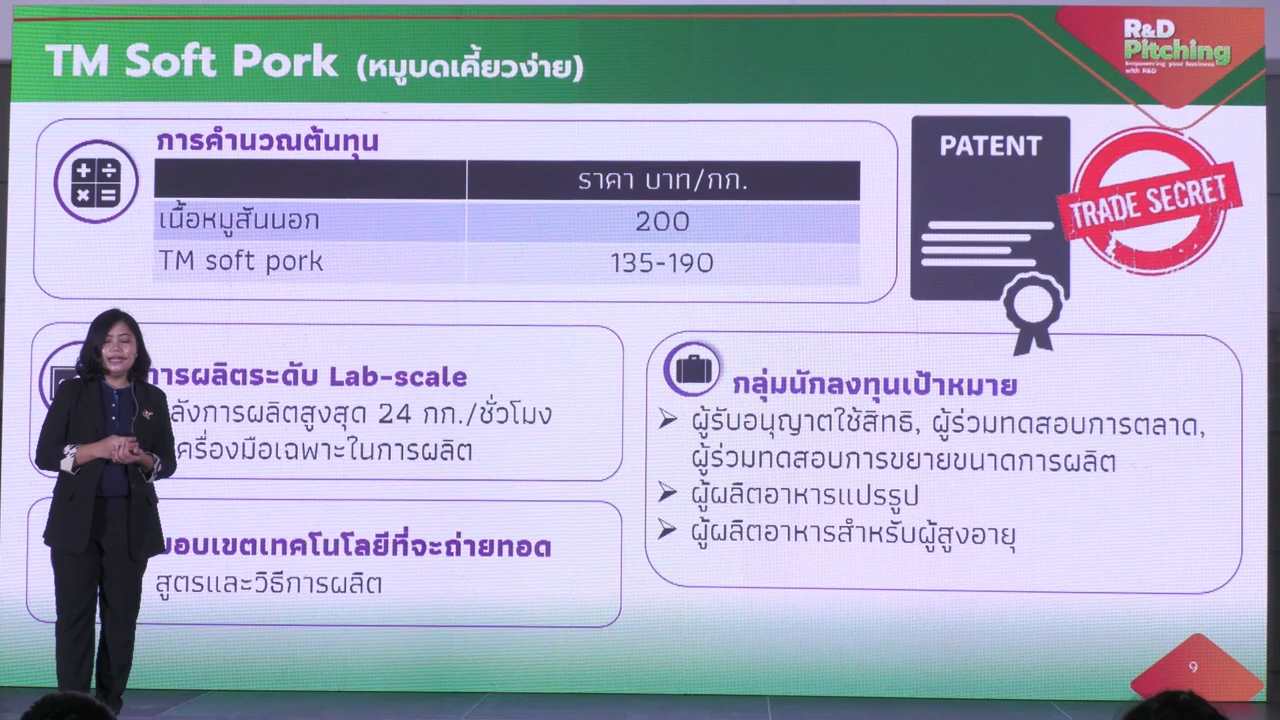 TM Soft Pork (หมูบดเคี้ยวง่าย)
R&D
Pitching
Empowering your business
with R&D
การคำนวณต้นทุน
ราคา บาท/กก.
เนื้อหมูสันนอก 200
TM soft pork 135-190
PATENT
TRADE SECRET
การผลิตระดับ Lab-scale
ลังการผลิตสูงสุด 24 กก./ชั่วโมง
ครื่องมือเฉพาะในการผลิต
ขอบเขตเทคโนโลยีที่จะถ่ายทอด
สูตรและวิธีการผลิต
กลุ่มนักลงทุนเป้าหมาย
ผู้รับอนุญาตใช้สิทธิ, ผู้ร่วมทดสอบการตลาด,
ผู้ร่วมทดสอบการขยายขนาดการผลิต
ผู้ผลิตอาหารแปรรูป
ผู้ผลิตอาหารสำหรับผู้สูงอายุ
9